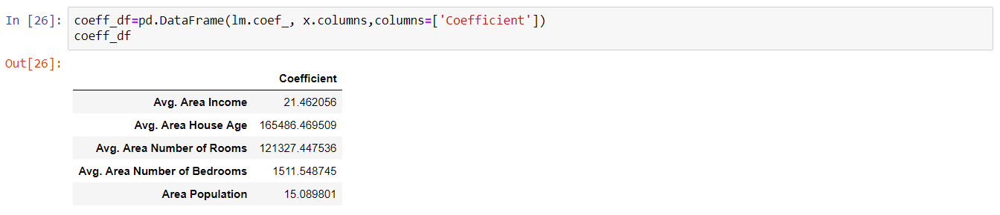 In [26]: coeff_df=pd.DataFrame(lm.coef_, x.columns,columns=['Coefficient'])
coeff_df
Out[26]:
Coefficient
Avg. Area Income 21.462056
Avg. Area House Age 165486.469509
Avg. Area Number of Rooms 121327.447536
Avg. Area Number of Bedrooms 1511.548745
Area Population 15.089801